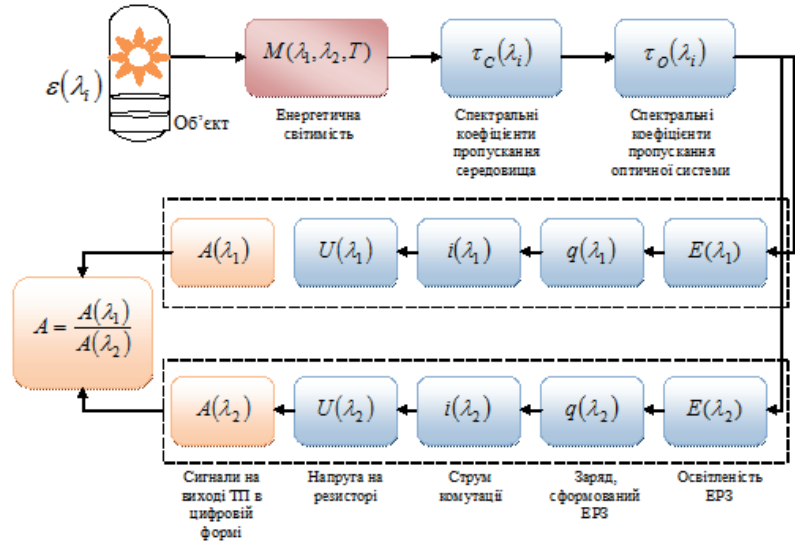 ε(λᵢ)
Об’єкт
M(λ₁,λ₂,T)
Енергетична
світимість
τ_C(λᵢ)
Спектральні
коефіцієнти
пропускання
середовища
τ_O(λᵢ)
Спектральні
коефіцієнти
пропускання
оптичної системи
A(λ₁)
U(λ₁)
i(λ₁)
q(λ₁)
E(λ₁)
A = A(λ₁)/A(λ₂)
A(λ₂)
U(λ₂)
i(λ₂)
q(λ₂)
E(λ₂)
Сигнали на
виході ТП в
цифровій
формі
Напруга на
резисторі
Струм
комутації
Заряд,
сформований
ЕРЗ
Освітленість
ЕРЗ